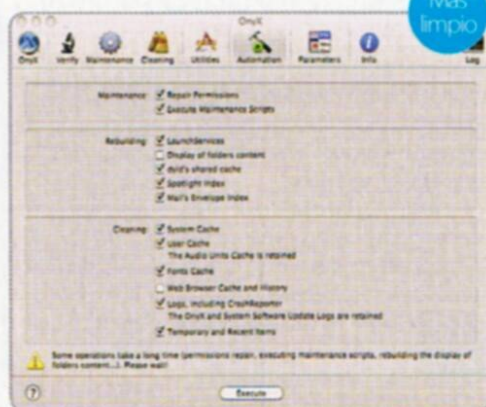 Más
limpio
OnyX
OnyX Verify Maintenance Cleaning Utilities Automation Parameters Info Log
Maintenance: Repair Permissions
Execute Maintenance Scripts
Rebuilding: LaunchServices
Display of folders content
dyld's shared cache
Spotlight Index
Mail's Envelope Index
Cleaning: System Cache
User Cache
The Audio Units Cache is retained
Fonts Cache
Web Browser Cache and History
Logs, including CrashReporter
The OnyX and System Software Update Logs are retained
Temporary and Recent Items
Some operations take a long time (permissions repair, executing maintenance scripts, rebuilding the display of
folders content...). Please wait!
?
Execute